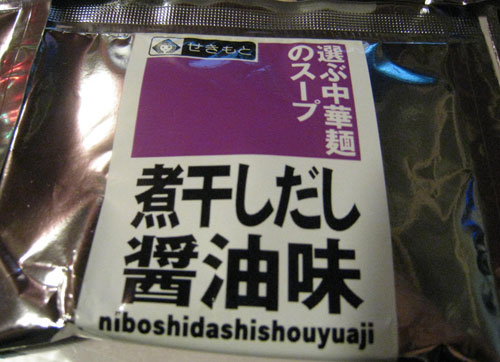 せきもと
選ぶ中華麺
のスープ
煮干しだし
醤油味
niboshidashishouyuaji